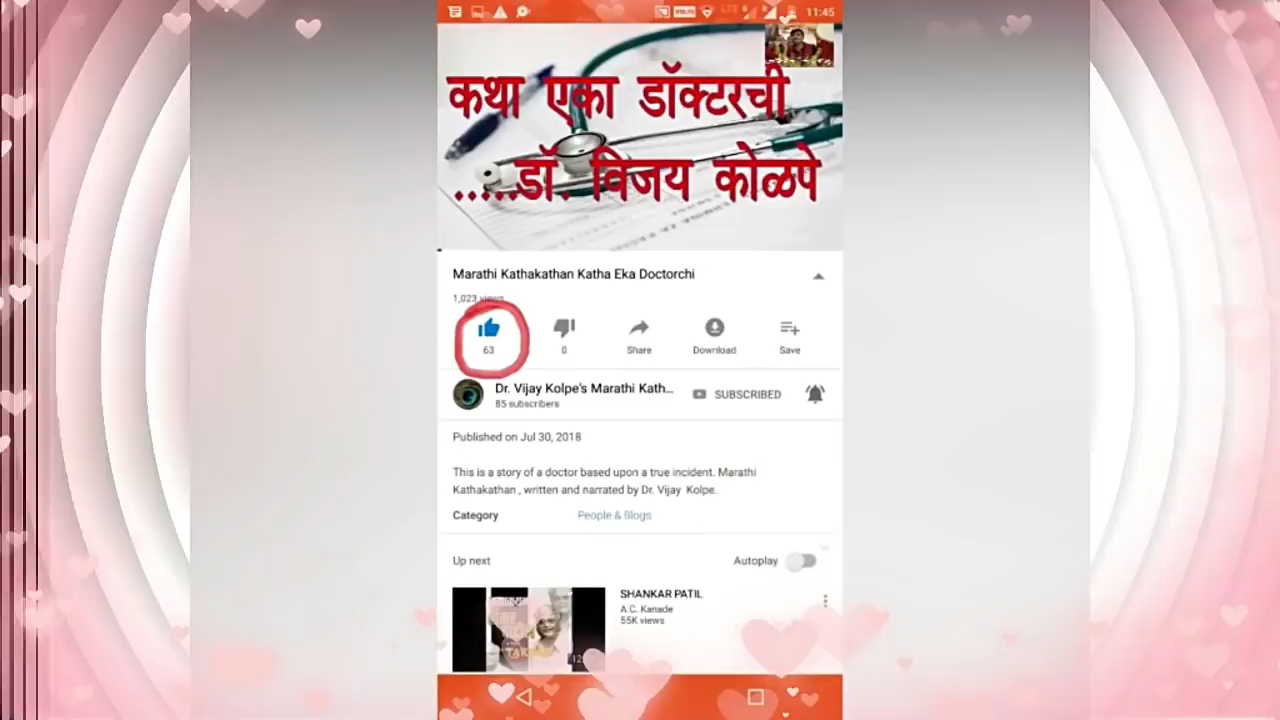 11:45
कथा एका डॉक्टरची
.....डॉ. विजय कोळपे
Marathi Kathakathan Katha Eka Doctorchi
1,023 views
63
0
Share
Download
Save
Dr. Vijay Kolpe's Marathi Kath...
SUBSCRIBED
85 subscribers
Published on Jul 30, 2018
This is a story of a doctor based upon a true incident. Marathi
Kathakathan , written and narrated by Dr. Vijay Kolpe.
Category People & Blogs
Up next
Autoplay
SHANKAR PATIL
A.C. Kanade
55K views